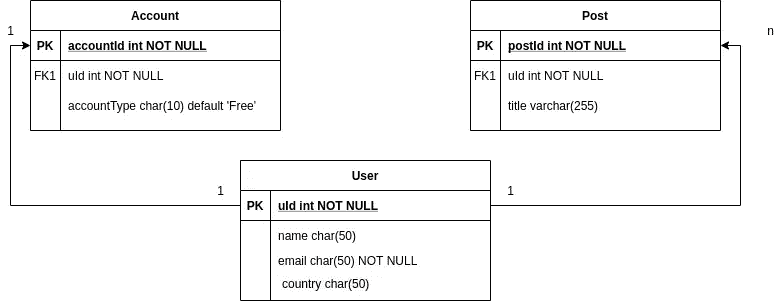 Account
1
PK accountId int NOT NULL
FK1 uId int NOT NULL
accountType char(10) default 'Free'
Post
n
PK postId int NOT NULL
FK1 uId int NOT NULL
title varchar(255)
User
1
1
PK uId int NOT NULL
name char(50)
email char(50) NOT NULL
country char(50)